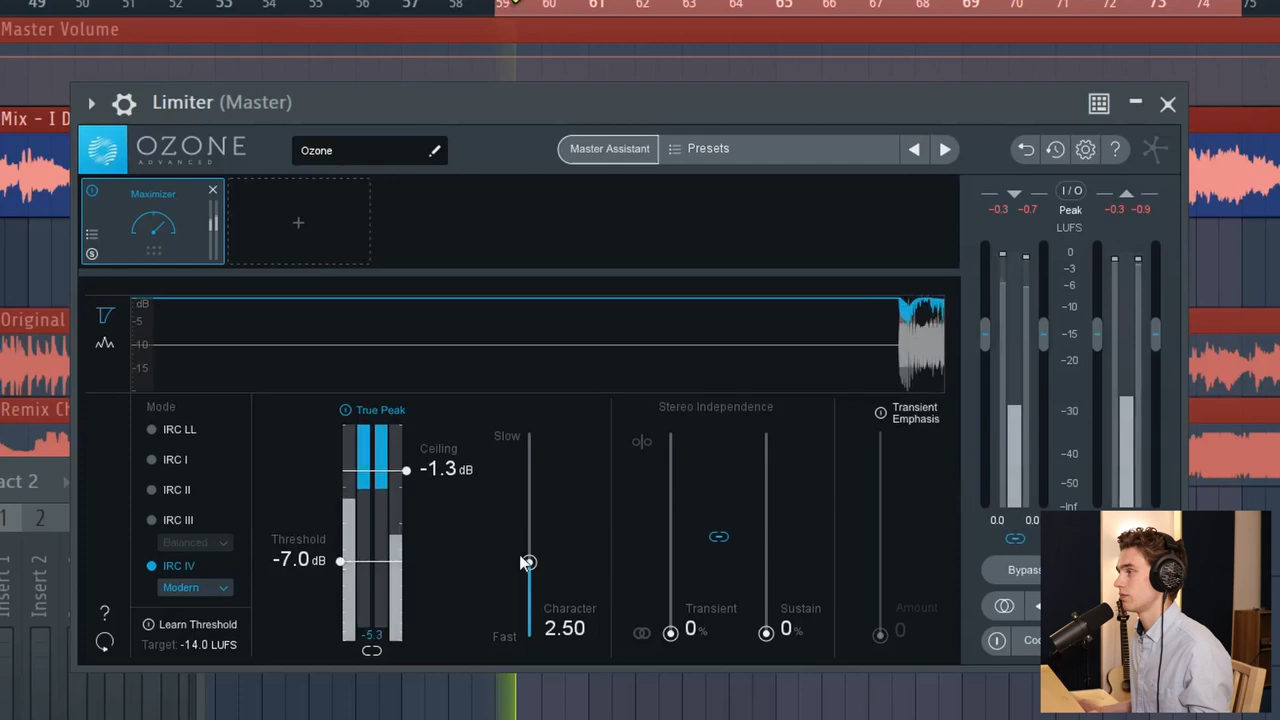 49 50 51 52 53 54 55 56 57 58 59 60 61 62 63 64 65 66 67 68 69 70 71 72 73 74 75
Master Volume
Limiter (Master)
Mix - I D
OZONE
ADVANCED
Ozone
Master Assistant
Presets
?
Maximizer
S
I / O
-0.3 -0.7
Peak
-0.3 -0.9
LUFS
0
-3
-6
-10
-15
-20
-30
-40
-50
-Inf
0.0 0.0
dB
-5
-10
-15
Original
Remix Ch
act 2
1 2
Insert 1
Insert 2
Mode
IRC LL
IRC I
IRC II
IRC III
Balanced
IRC IV
Modern
Learn Threshold
Target: -14.0 LUFS
?
True Peak
Ceiling
-1.3 dB
Threshold
-7.0 dB
-5.3
Slow
Fast
Character
2.50
Stereo Independence
Transient
0 %
Sustain
0 %
Transient
Emphasis
Amount
0
Bypass
Co